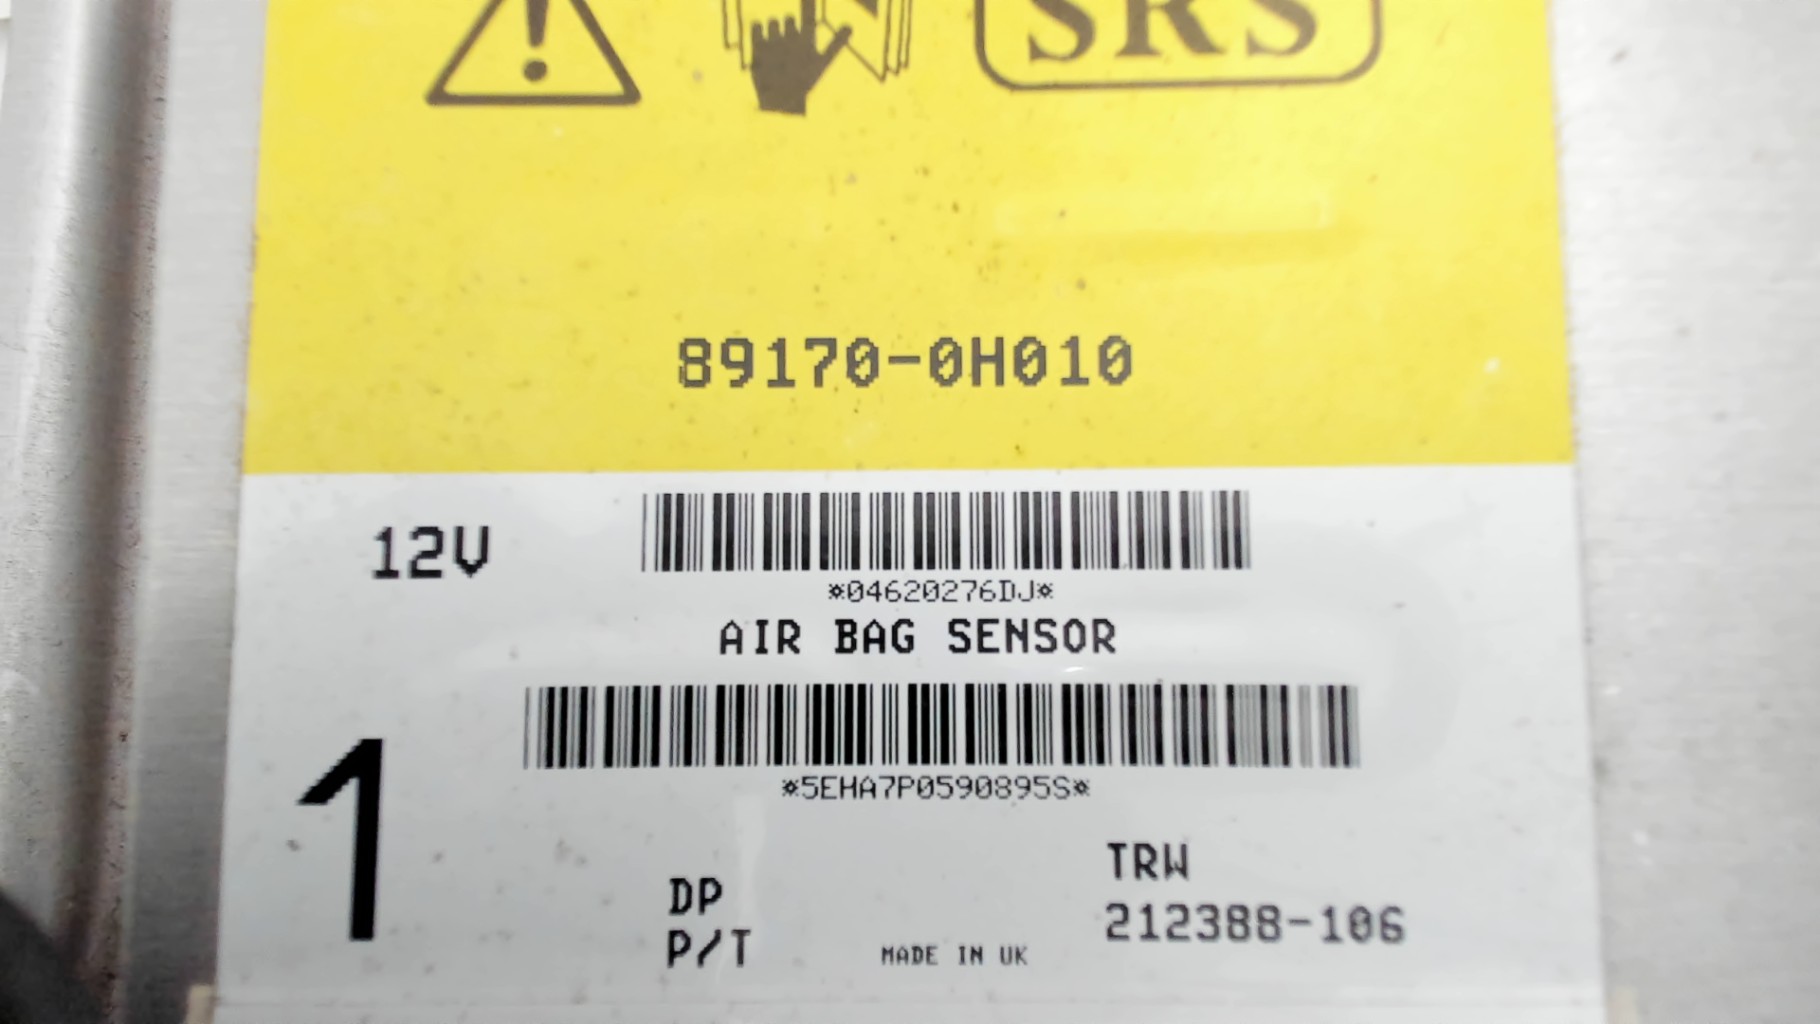 SRS
89170-0H010
12V
*04620276DJ*
AIR BAG SENSOR
*5EHA7P0590895S*
1
TRW
DP
212388-106
P/T
MADE IN UK